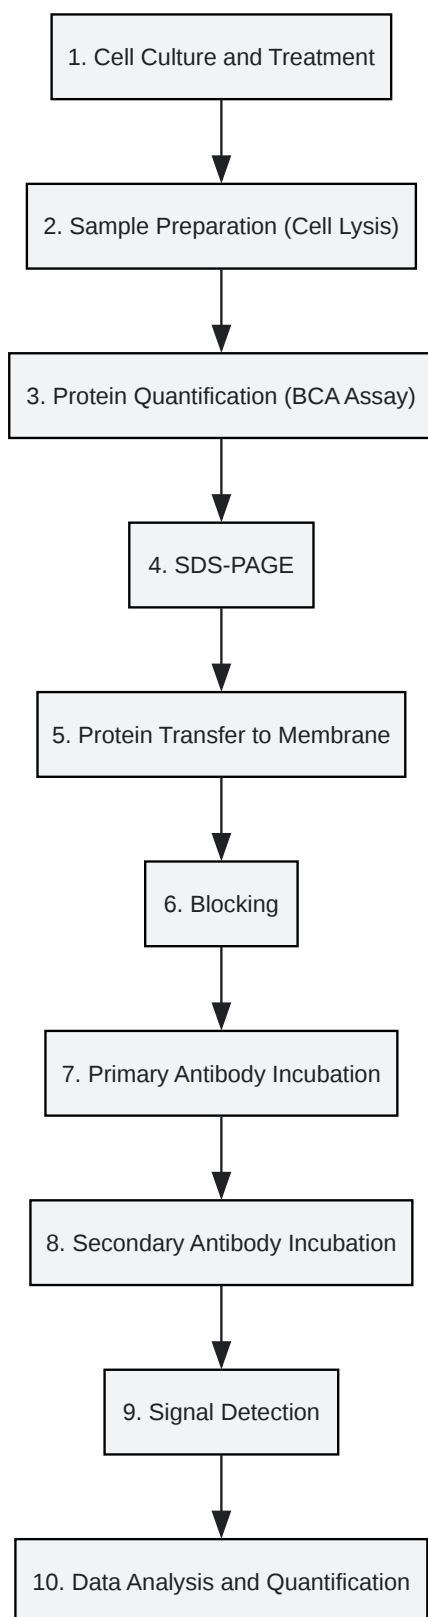 1. Cell Culture and Treatment
2. Sample Preparation (Cell Lysis)
3. Protein Quantification (BCA Assay)
4. SDS-PAGE
5. Protein Transfer to Membrane
6. Blocking
7. Primary Antibody Incubation
8. Secondary Antibody Incubation
9. Signal Detection
10. Data Analysis and Quantification